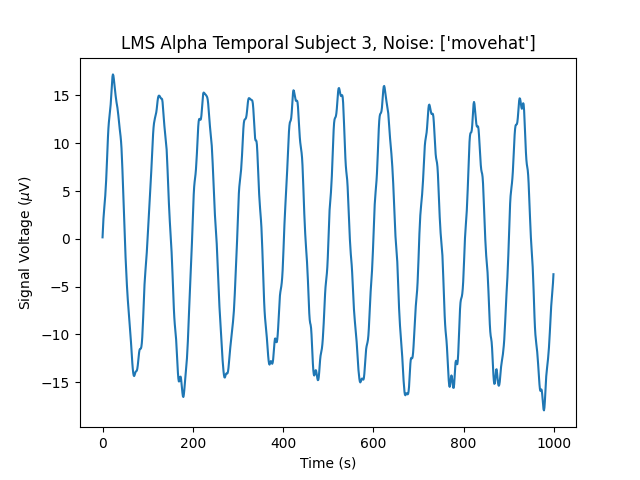 LMS Alpha Temporal Subject 3, Noise: ['movehat']
Signal Voltage (μV)
15
10
5
0
−5
−10
−15
0 200 400 600 800 1000
Time (s)